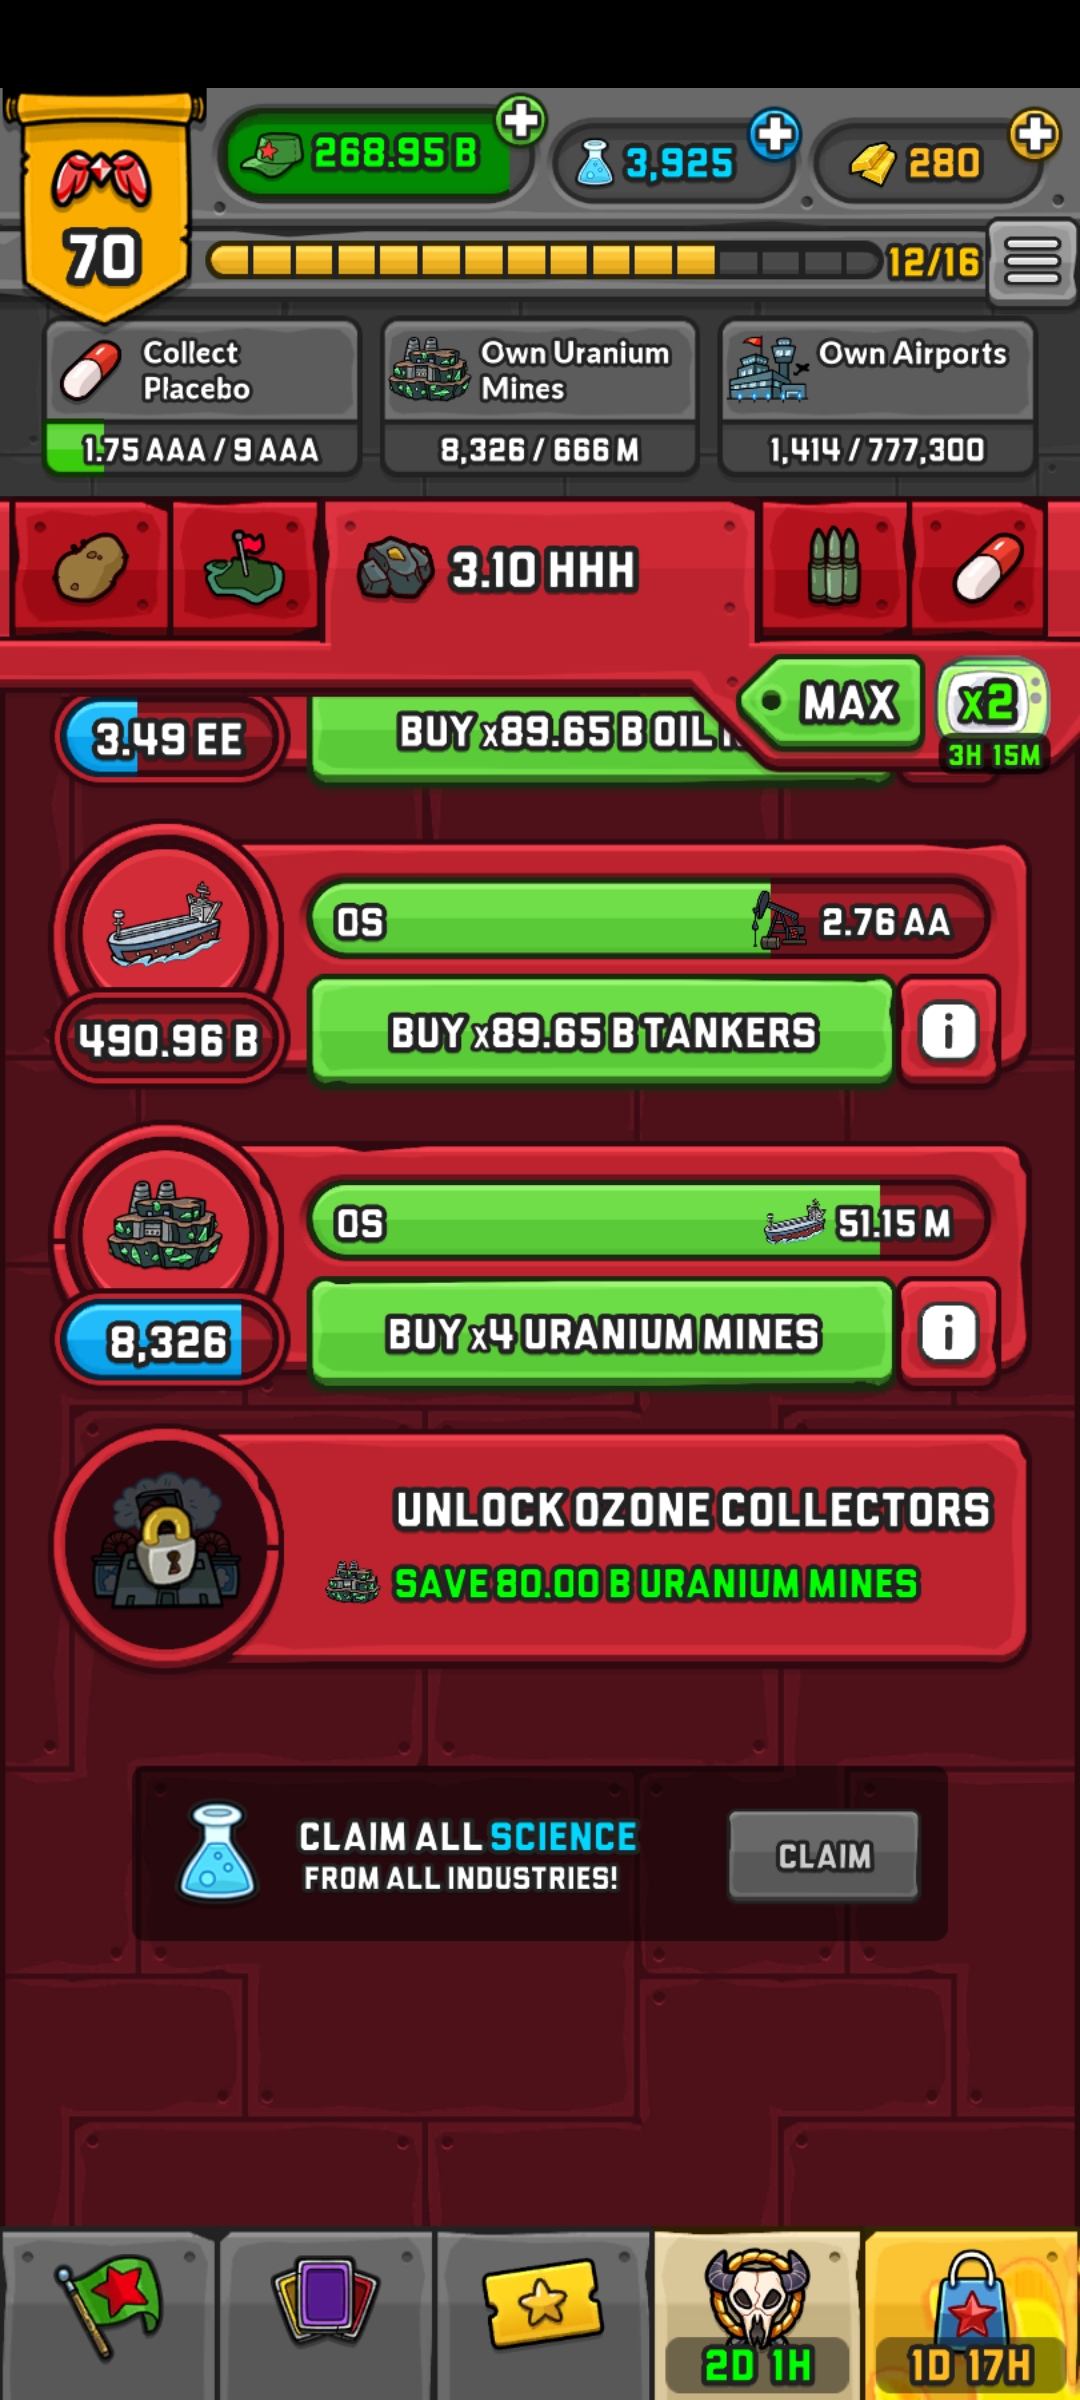 268.95 B
3,925
280
70
12/16
Collect
Placebo
1.75 AAA / 9 AAA
Own Uranium
Mines
8,326 / 666 M
Own Airports
1,414 / 777,300
3.10 HHH
MAX
x2
3H 15M
3.49 EE
BUY x89.65 B OIL
OS
2.76 AA
490.96 B
BUY x89.65 B TANKERS
i
OS
51.15 M
8,326
BUY x4 URANIUM MINES
i
UNLOCK OZONE COLLECTORS
SAVE 80.00 B URANIUM MINES
CLAIM ALL SCIENCE
FROM ALL INDUSTRIES!
CLAIM
2D 1H
1D 17H